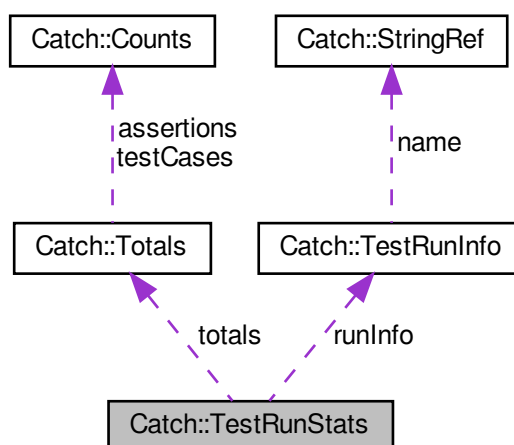 Catch::Counts
Catch::StringRef
assertions
testCases
name
Catch::Totals
Catch::TestRunInfo
totals
runInfo
Catch::TestRunStats